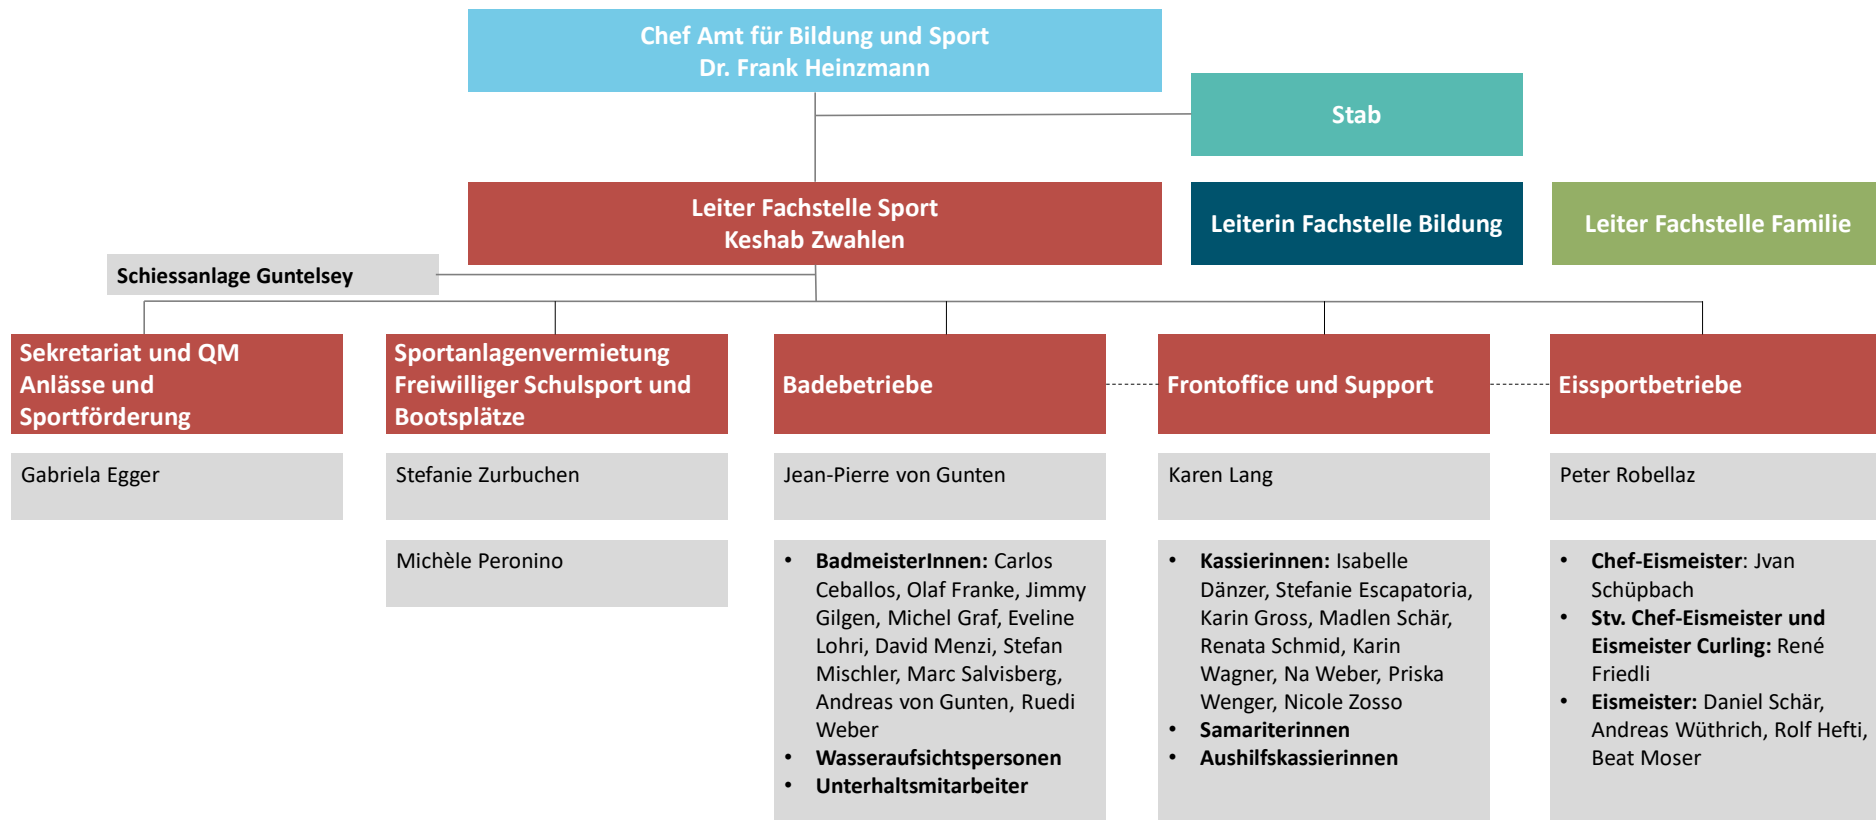 Chef Amt für Bildung und Sport
Dr. Frank Heinzmann
Stab
Leiter Fachstelle Sport
Keshab Zwahlen
Leiterin Fachstelle Bildung
Leiter Fachstelle Familie
Schiessanlage Guntelsey
Sekretariat und QM
Anlässe und
Sportförderung
Gabriela Egger
Sportanlagenvermietung
Freiwilliger Schulsport und
Bootsplätze
Stefanie Zurbuchen
Michèle Peronino
Badebetriebe
Jean-Pierre von Gunten
• BadmeisterInnen: Carlos
Ceballos, Olaf Franke, Jimmy
Gilgen, Michel Graf, Eveline
Lohri, David Menzi, Stefan
Mischler, Marc Salvisberg,
Andreas von Gunten, Ruedi
Weber
• Wasseraufsichtspersonen
• Unterhaltsmitarbeiter
Frontoffice und Support
Karen Lang
• Kassierinnen: Isabelle
Dänzer, Stefanie Escapatoria,
Karin Gross, Madlen Schär,
Renata Schmid, Karin
Wagner, Na Weber, Priska
Wenger, Nicole Zosso
• Samariterinnen
• Aushilfskassierinnen
Eissportbetriebe
Peter Robellaz
• Chef-Eismeister: Jvan
Schüpbach
• Stv. Chef-Eismeister und
Eismeister Curling: René
Friedli
• Eismeister: Daniel Schär,
Andreas Wüthrich, Rolf Hefti,
Beat Moser